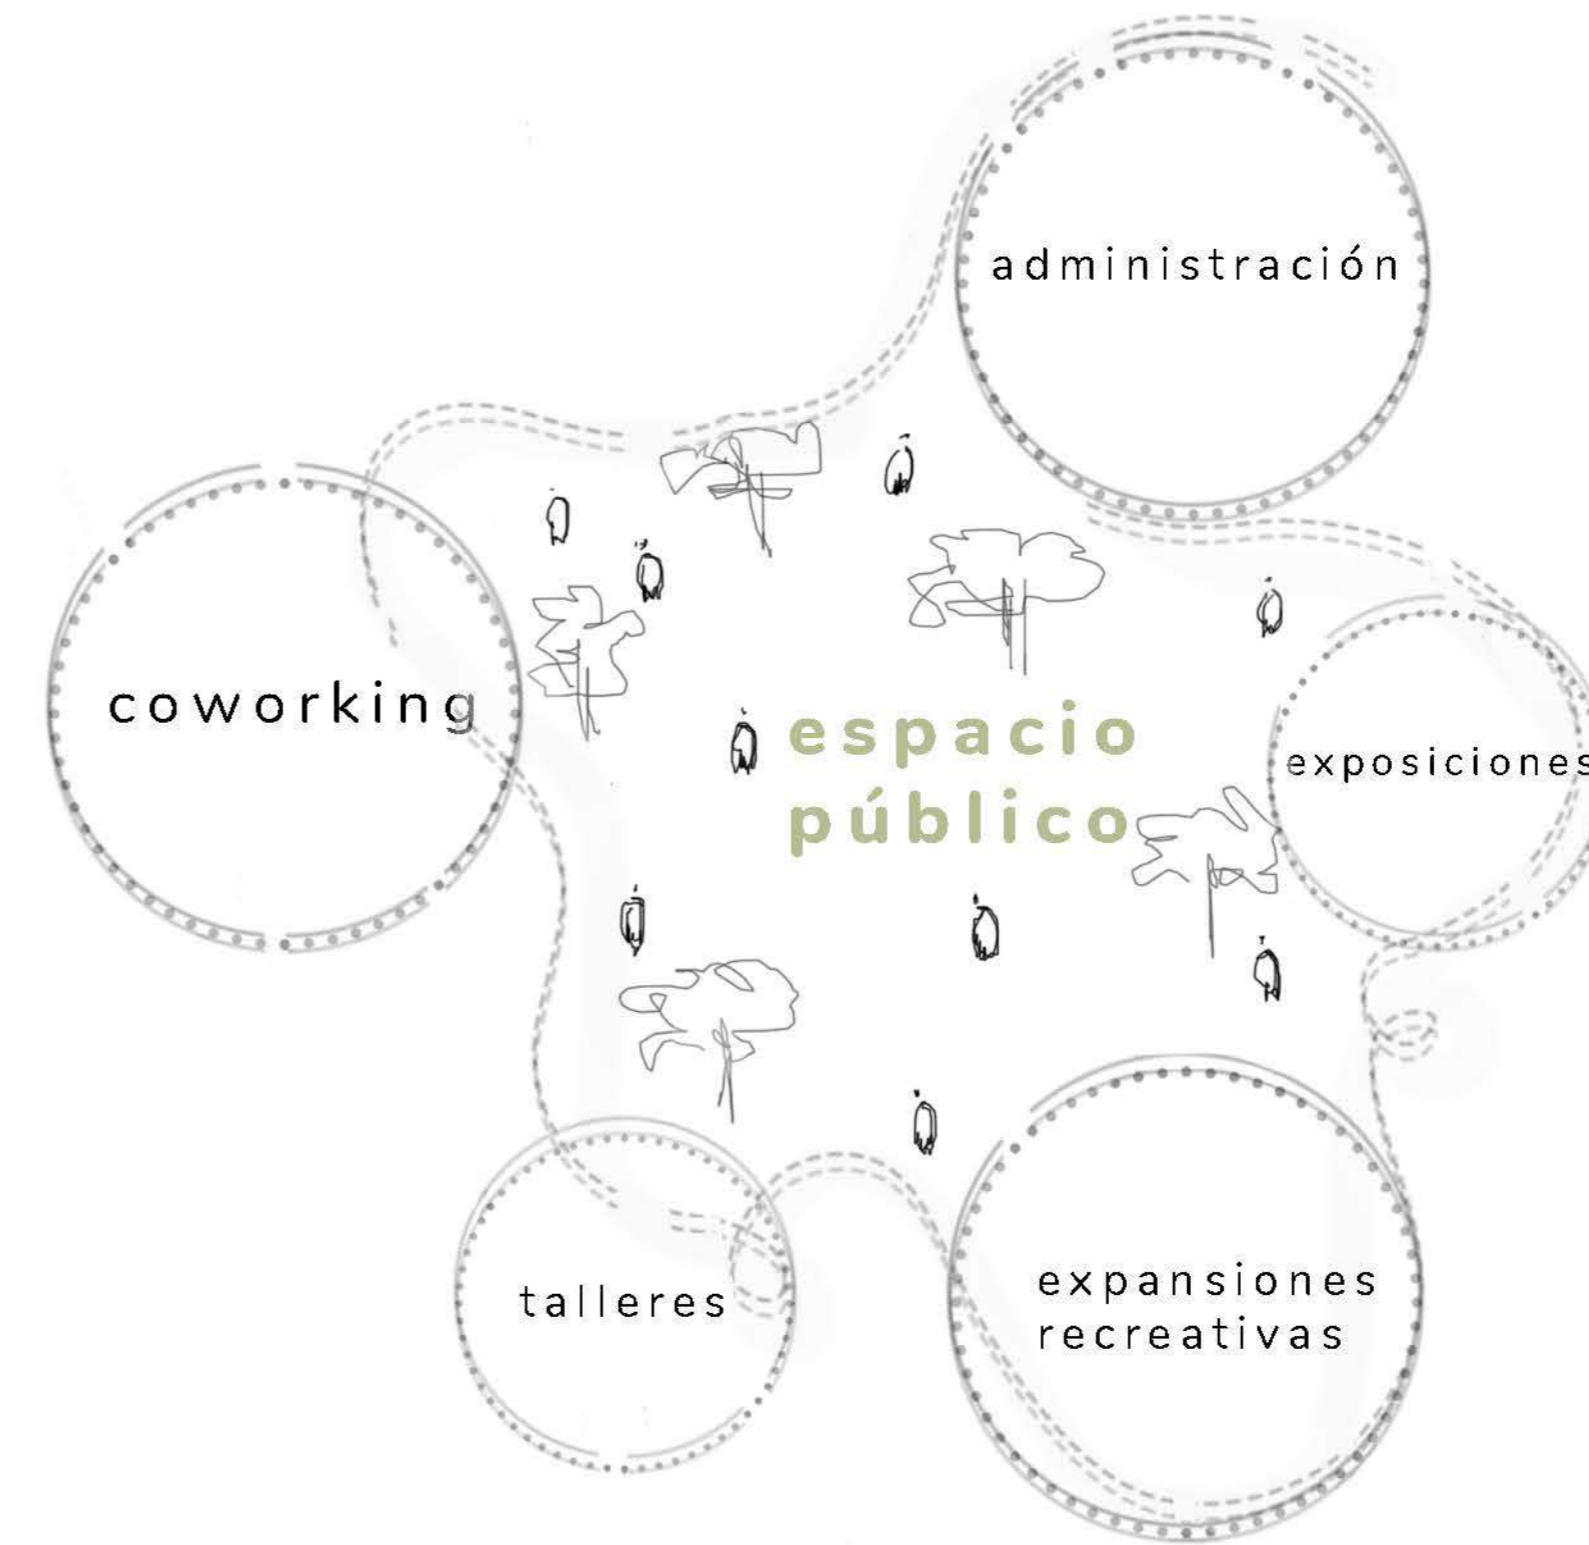 administración
coworking
espacio
público
exposiciones
talleres
expansiones
recreativas